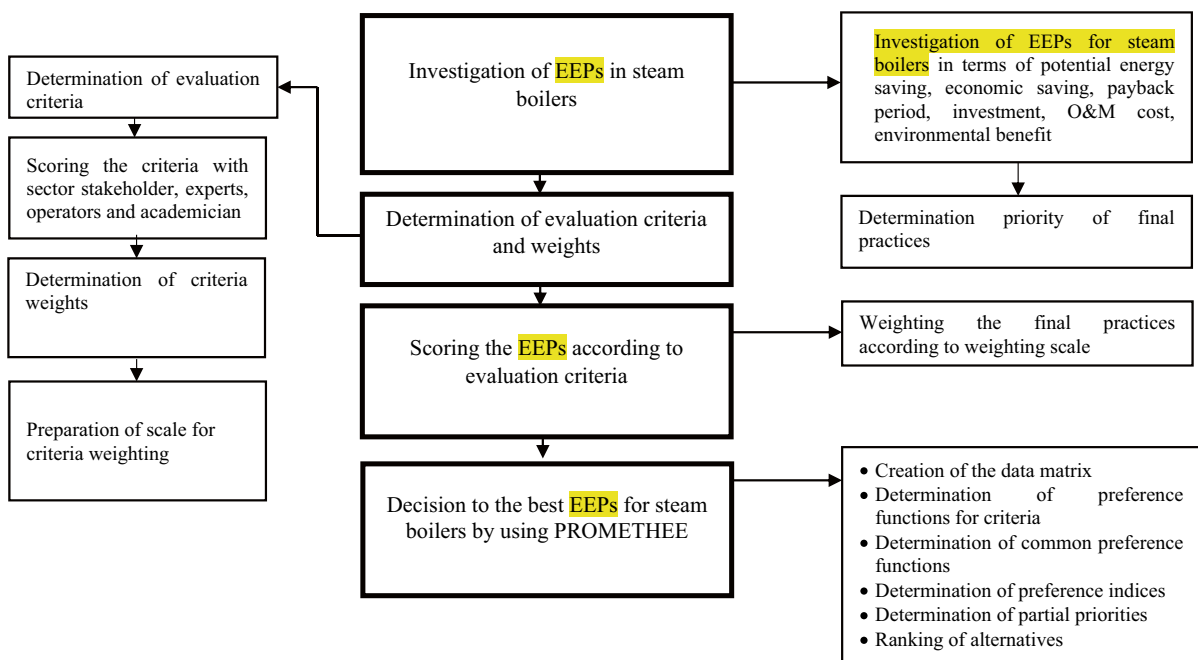 Investigation of EEPs in steam
boilers
Investigation of EEPs for steam
boilers in terms of potential energy
saving, economic saving, payback
period, investment, O&M cost,
environmental benefit
Determination priority of final
practices
Determination of evaluation criteria
and weights
Determination of evaluation
criteria
Scoring the criteria with
sector stakeholder, experts,
operators and academician
Determination of criteria
weights
Preparation of scale for
criteria weighting
Scoring the EEPs according to
evaluation criteria
Weighting the final practices
according to weighting scale
Decision to the best EEPs for steam
boilers by using PROMETHEE
• Creation of the data matrix
• Determination of preference
functions for criteria
• Determination of common preference
functions
• Determination of preference indices
• Determination of partial priorities
• Ranking of alternatives